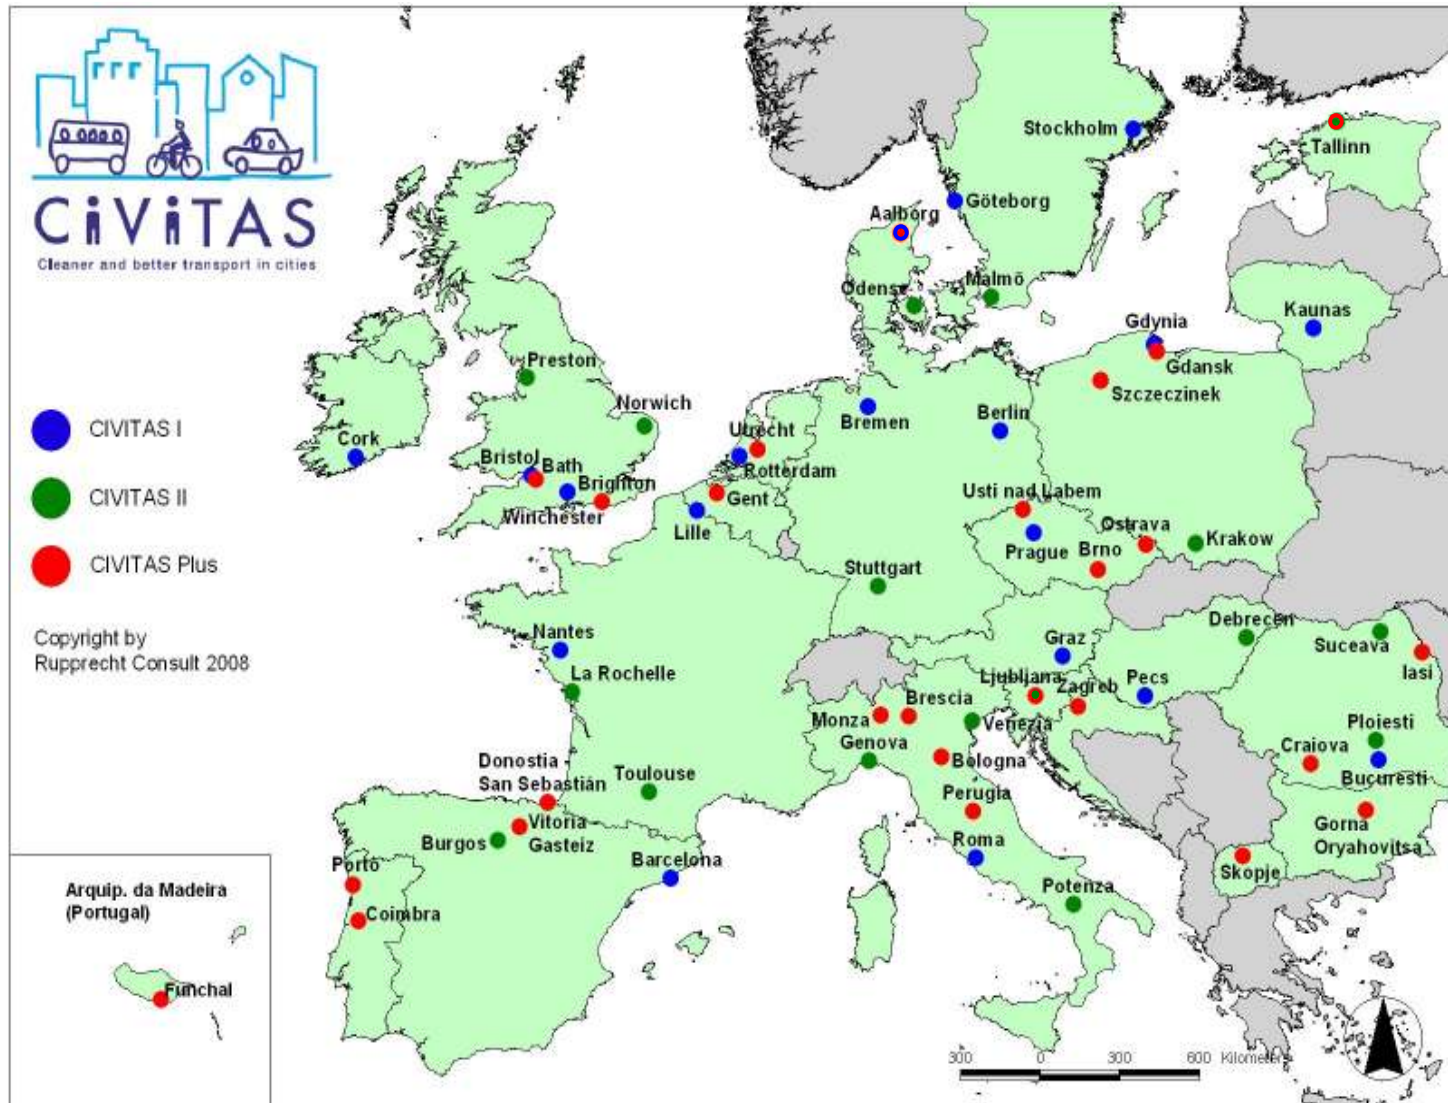 CiViTAS
Cleaner and better transport in cities
CIVITAS I
CIVITAS II
CIVITAS Plus
Copyright by
Rupprecht Consult 2008
Stockholm
Tallinn
Göteborg
Aalborg
Malmö
Odense
Kaunas
Gdynia
Gdansk
Szczeczinek
Preston
Norwich
Bremen
Berlin
Cork
Utrecht
Rotterdam
Bristol
Bath
Brighton
Winchester
Gent
Lille
Usti nad Labem
Ostrava
Prague
Brno
Krakow
Stuttgart
Debrecen
Suceava
Iasi
Nantes
Graz
La Rochelle
Ljubljana
Zagreb
Pecs
Brescia
Monza
Venezia
Genova
Ploiesti
Craiova
Bucuresti
Bologna
Donostia -
San Sebastián
Toulouse
Perugia
Vitoria
Gasteiz
Burgos
Gorna
Oryahovitsa
Roma
Barcelona
Skopje
Porto
Coimbra
Potenza
Arquip. da Madeira
(Portugal)
Funchal
300 0 300 600 Kilometers